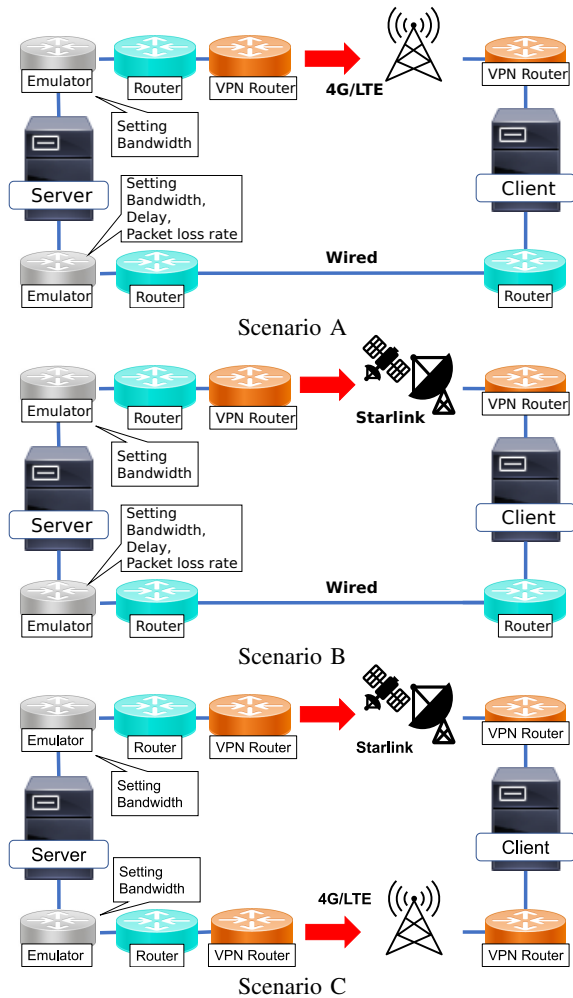 Emulator
Router
VPN Router
4G/LTE
VPN Router
Setting
Bandwidth
Server
Client
Setting
Bandwidth,
Delay,
Packet loss rate
Wired
Emulator
Router
Router
Scenario A
Emulator
Router
VPN Router
Starlink
VPN Router
Setting
Bandwidth
Server
Client
Setting
Bandwidth,
Delay,
Packet loss rate
Wired
Emulator
Router
Router
Scenario B
Emulator
Router
VPN Router
Starlink
VPN Router
Setting
Bandwidth
Server
Client
Setting
Bandwidth
4G/LTE
Emulator
Router
VPN Router
VPN Router
Scenario C